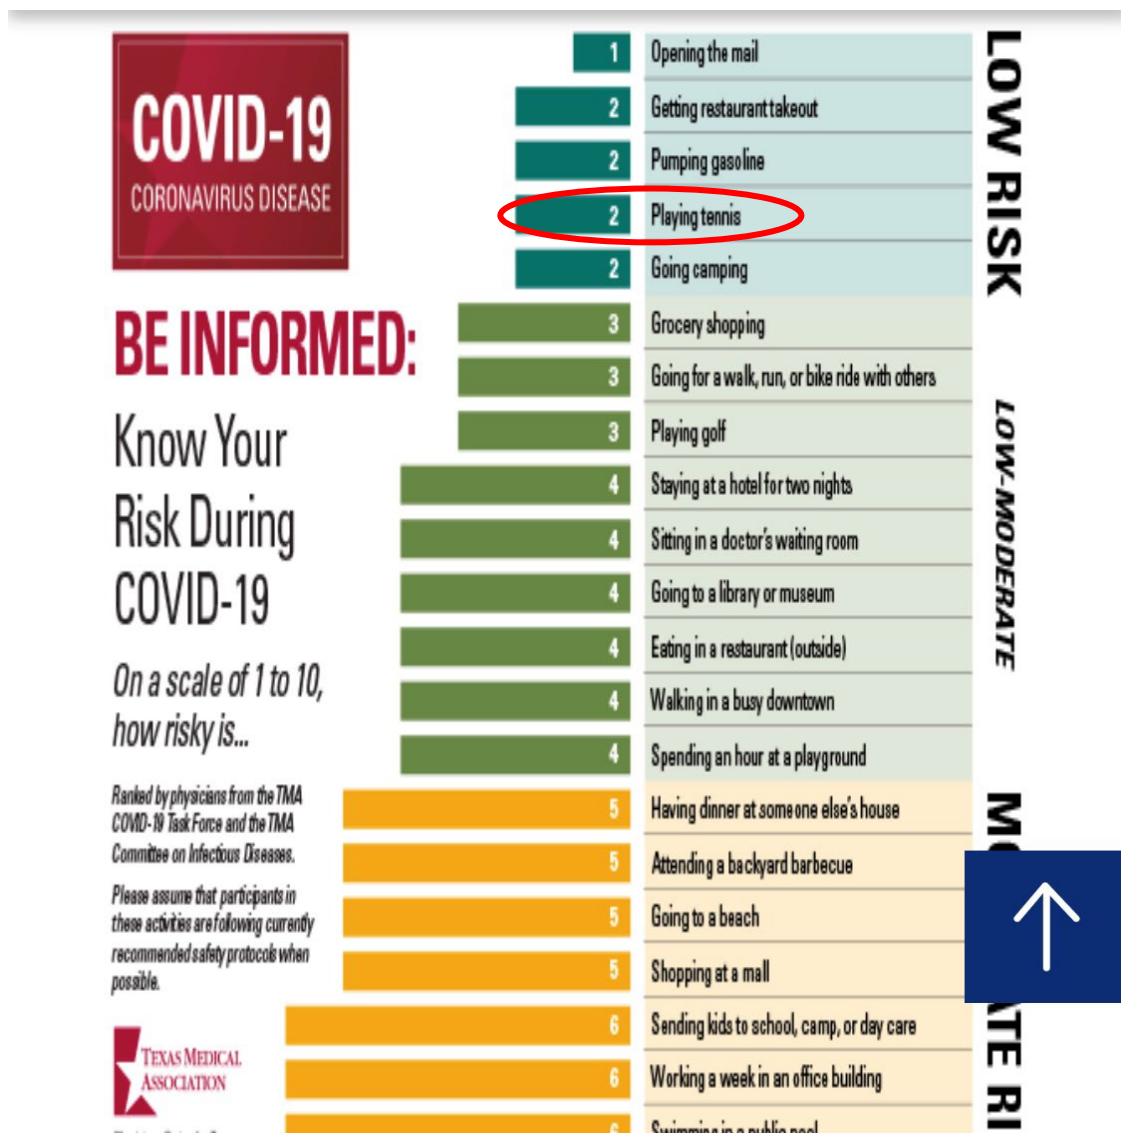 COVID-19
CORONAVIRUS DISEASE
BE INFORMED:
Know Your
Risk During
COVID-19
On a scale of 1 to 10,
how risky is...
Ranked by physicians from the TMA
COVID-19 Task Force and the TMA
Committee on Infectious Diseases.
Please assume that participants in
these activities are following currently
recommended safety protocols when
possible.
TEXAS MEDICAL
ASSOCIATION
1 Opening the mail
2 Getting restaurant takeout
2 Pumping gasoline
2 Playing tennis
2 Going camping
3 Grocery shopping
3 Going for a walk, run, or bike ride with others
3 Playing golf
4 Staying at a hotel for two nights
4 Sitting in a doctor's waiting room
4 Going to a library or museum
4 Eating in a restaurant (outside)
4 Walking in a busy downtown
4 Spending an hour at a playground
5 Having dinner at someone else's house
5 Attending a backyard barbecue
5 Going to a beach
5 Shopping at a mall
6 Sending kids to school, camp, or day care
6 Working a week in an office building
6 Swimming in a public pool
LOW RISK
LOW-MODERATE